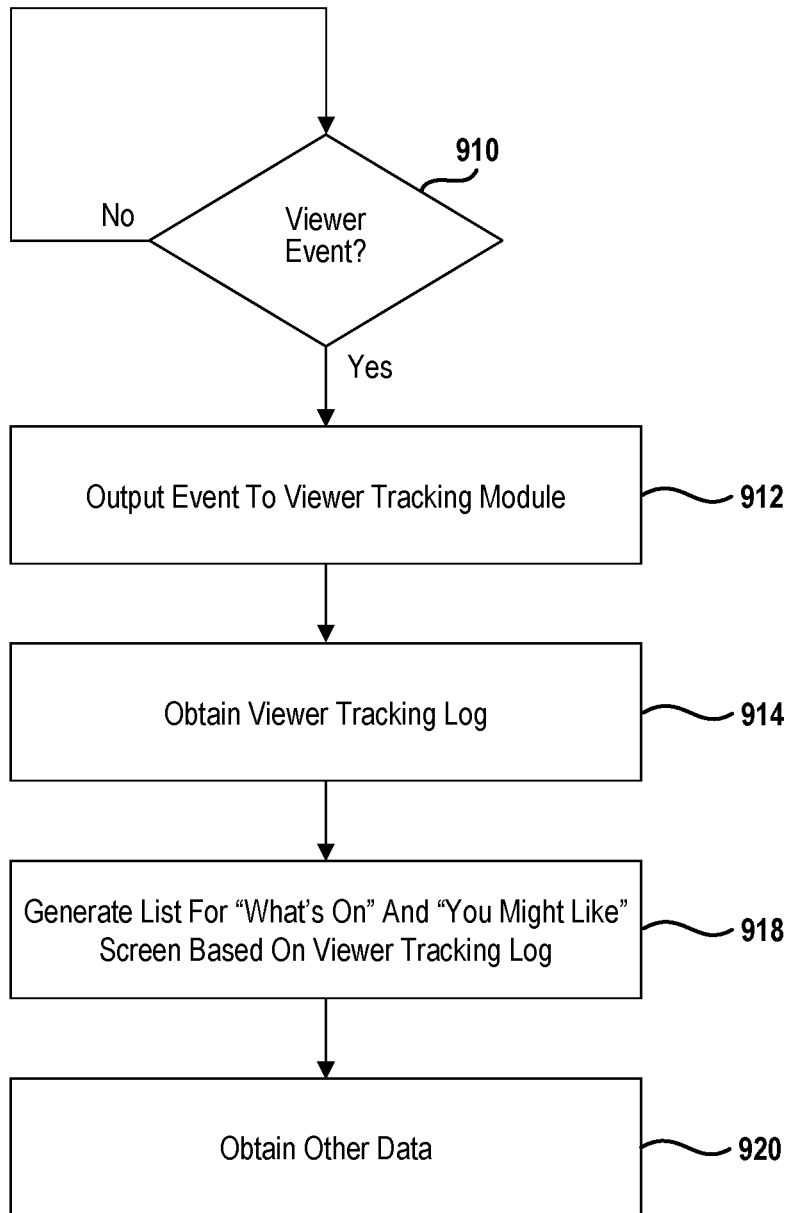 910
No
Viewer
Event?
Yes
Output Event To Viewer Tracking Module
912
Obtain Viewer Tracking Log
914
Generate List For “What’s On” And “You Might Like”
Screen Based On Viewer Tracking Log
918
Obtain Other Data
920